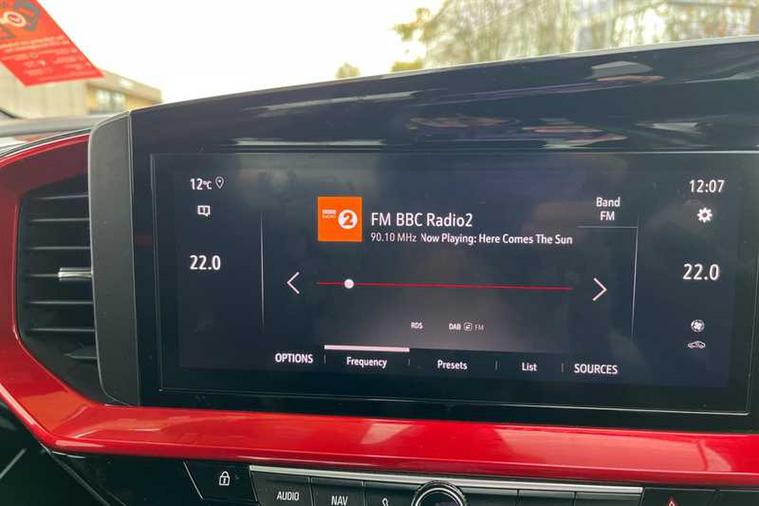 12°C
12:07
FM BBC Radio2
Band
FM
90.10 MHz Now Playing: Here Comes The Sun
2
22.0
22.0
RDS
DAB FM
OPTIONS
Frequency
Presets
List
SOURCES
AUDIO
NAV